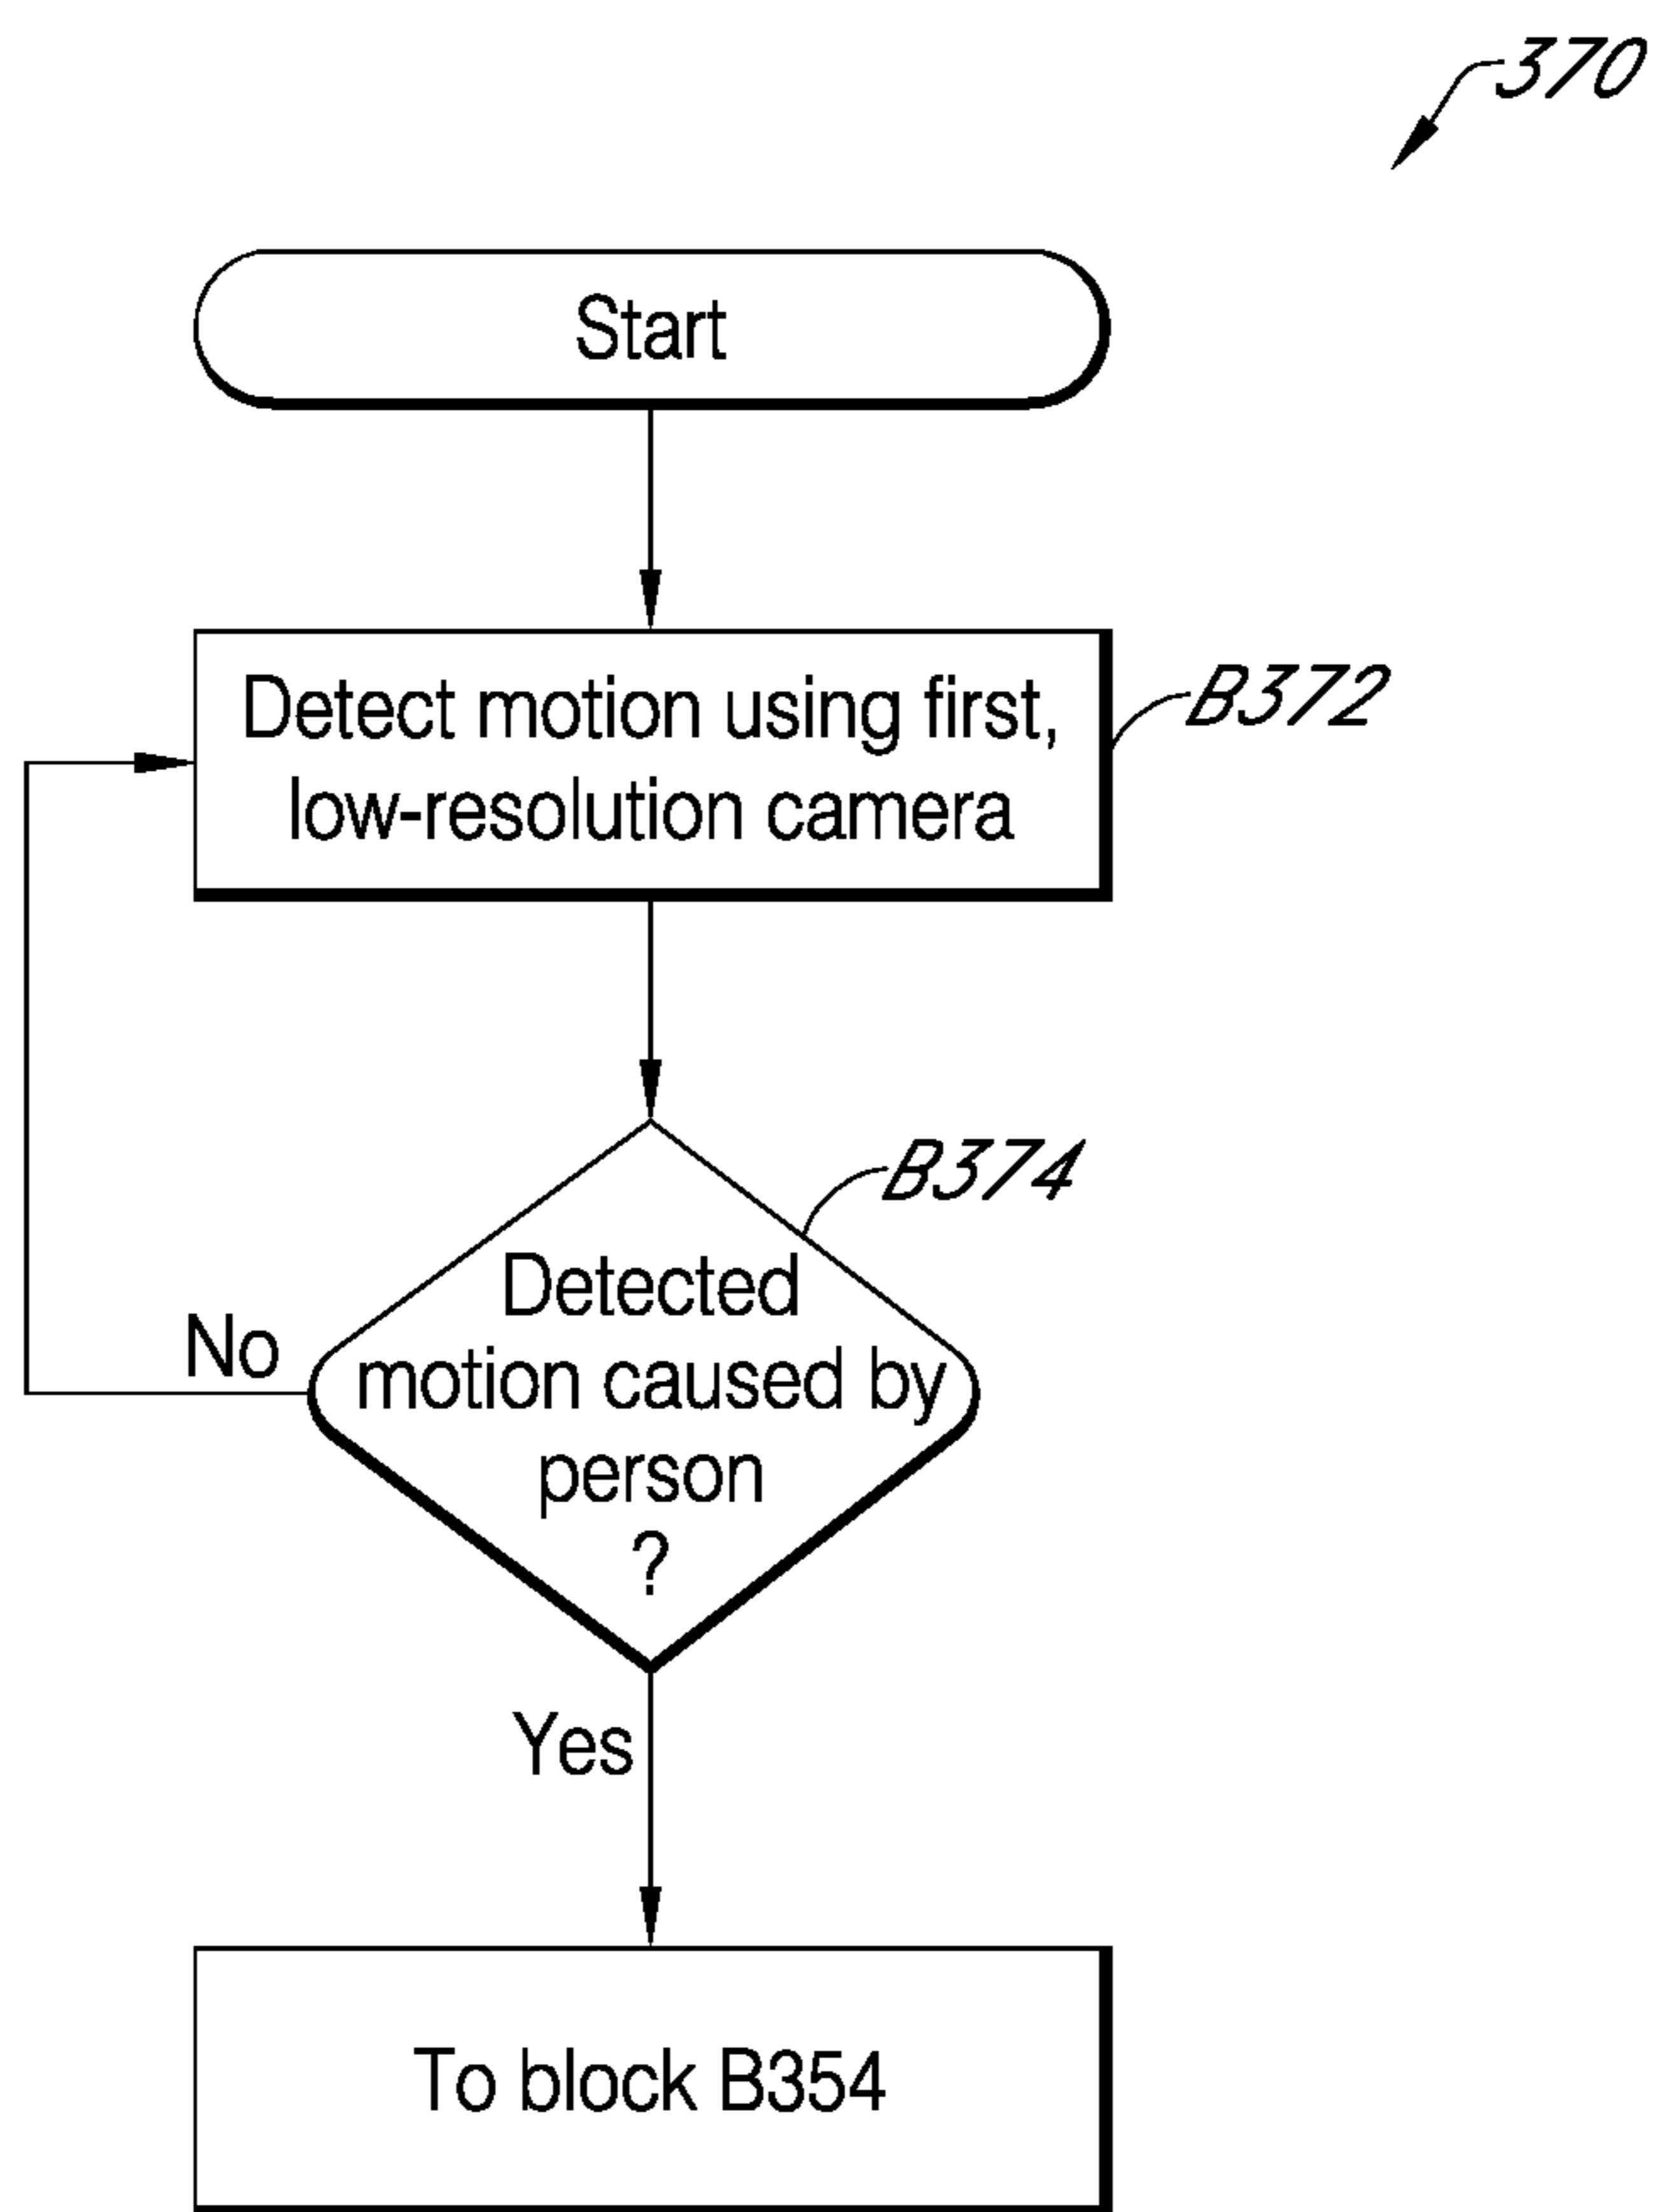 370
Start
Detect motion using first,
low-resolution camera
B372
B374
Detected
motion caused by
person
?
No
Yes
To block B354